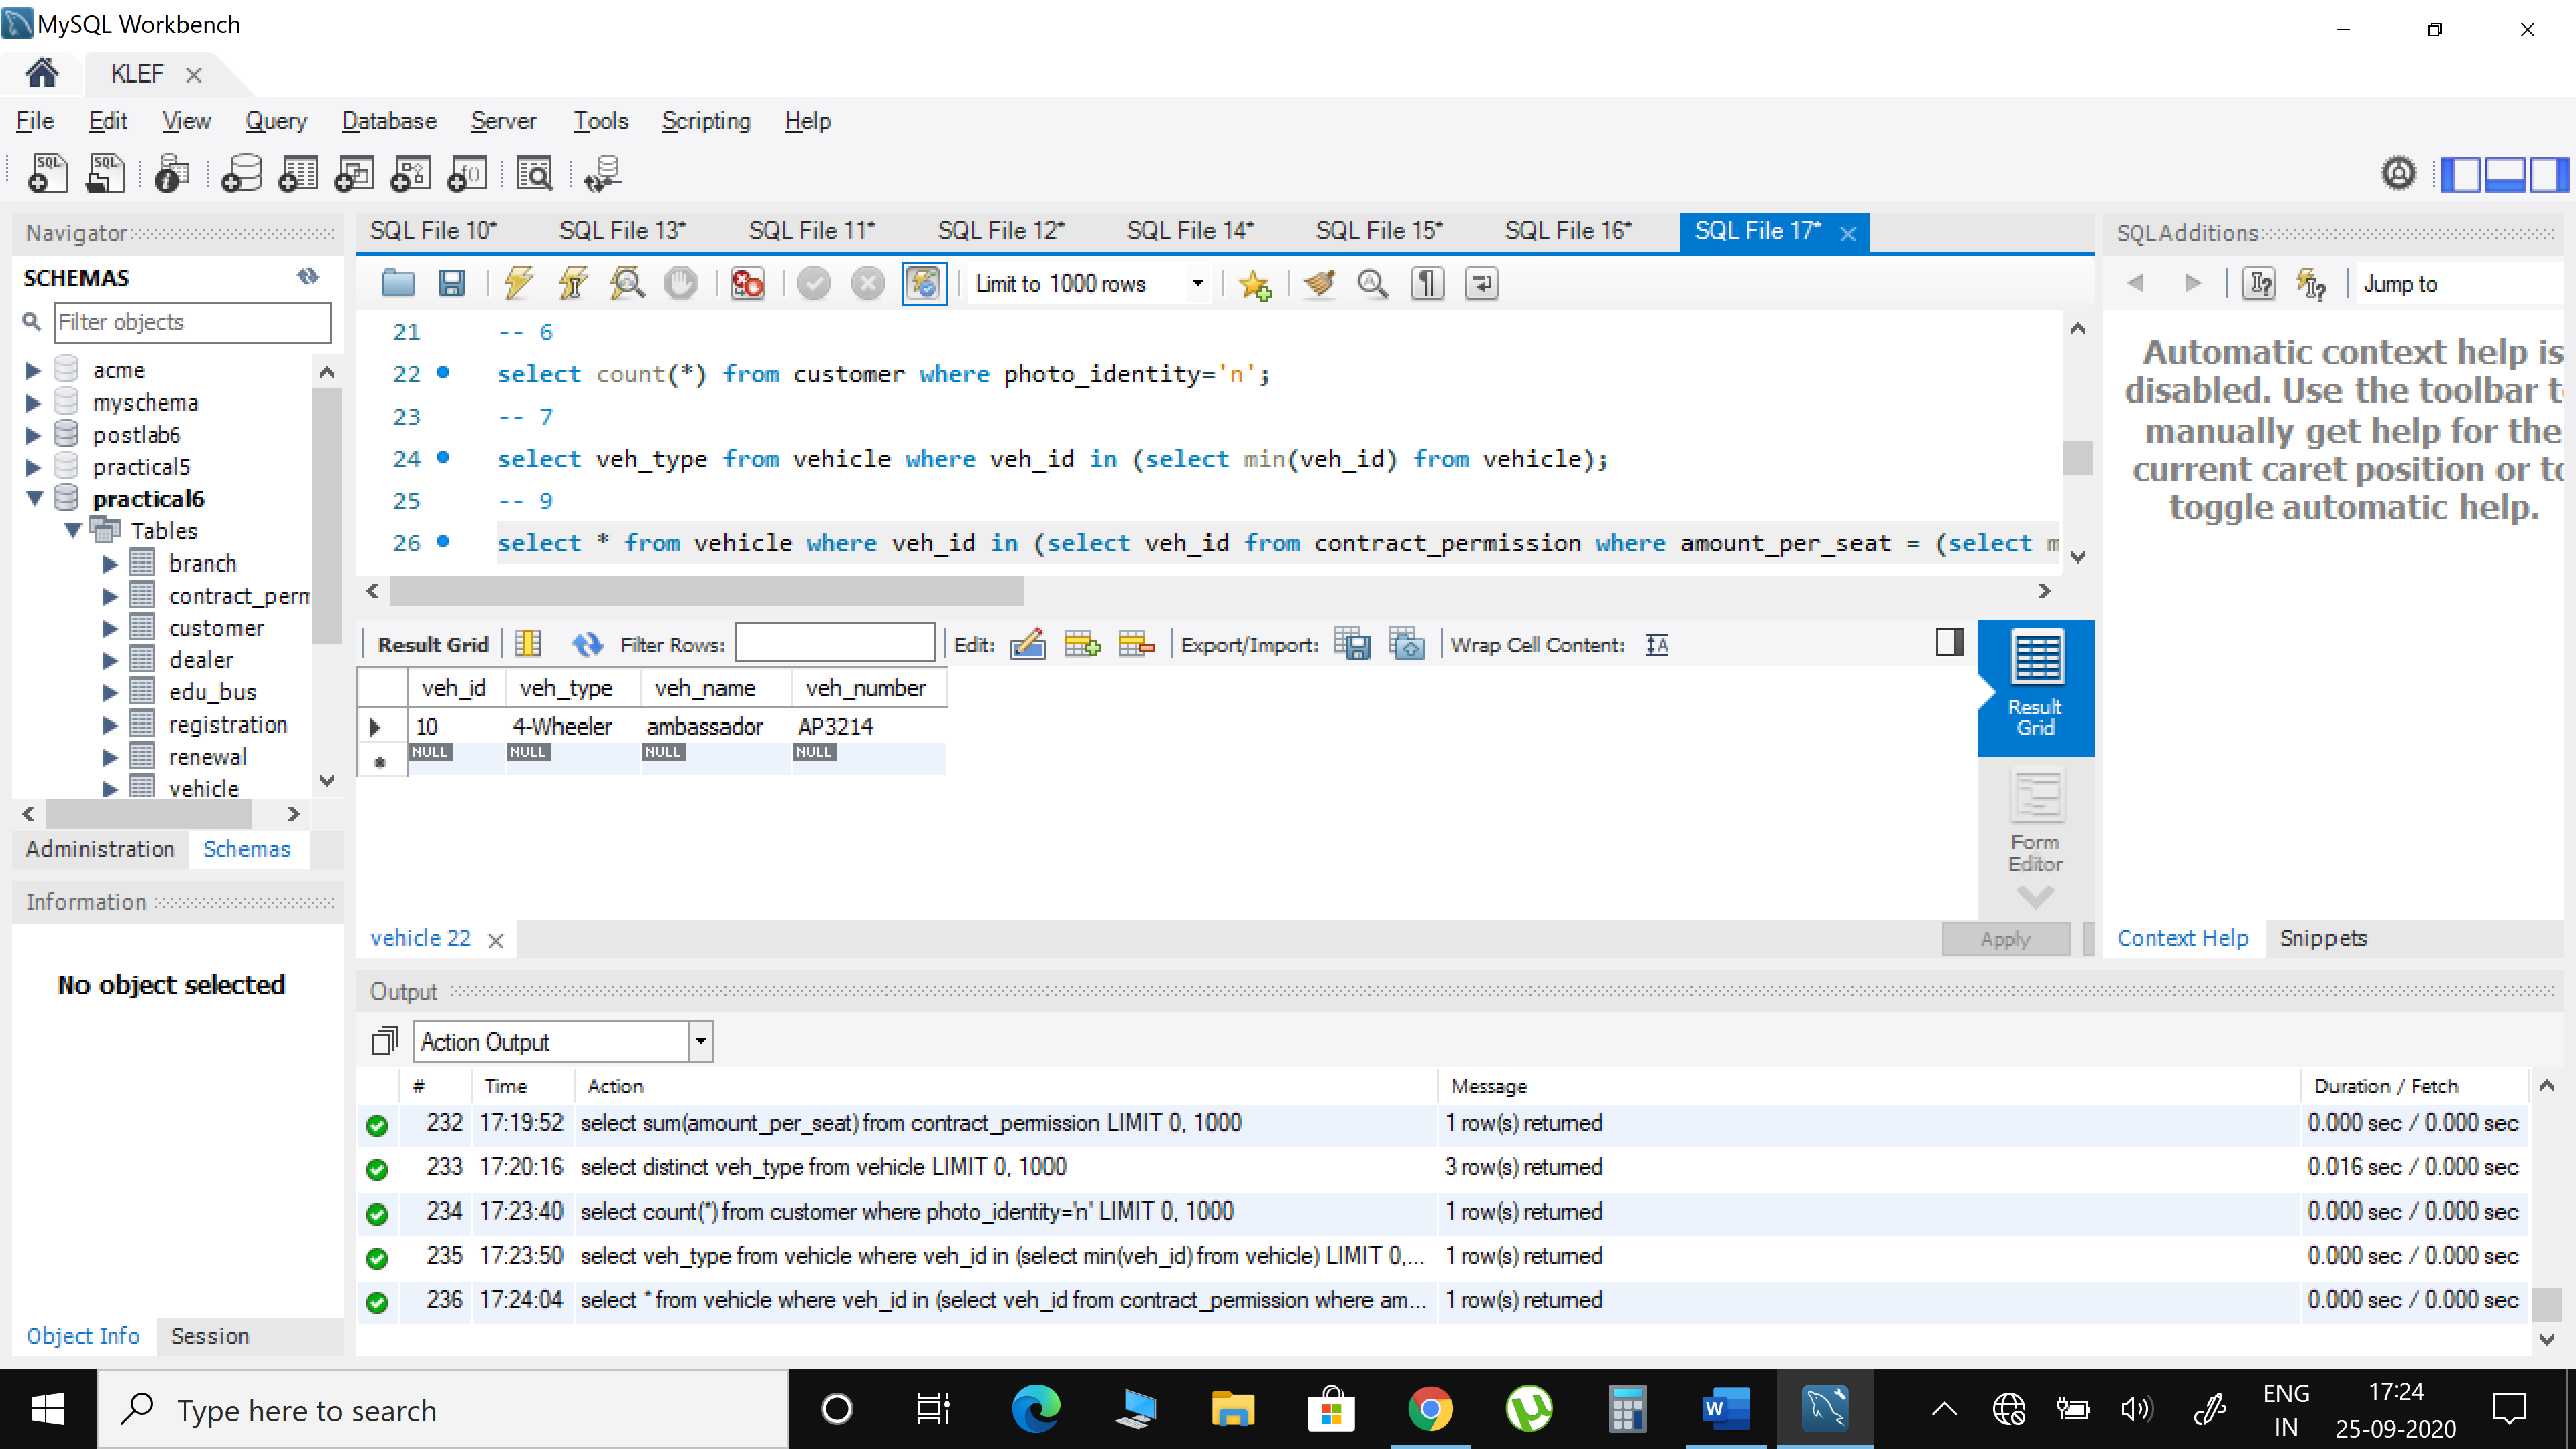 MySQL Workbench
KLEF
File Edit View Query Database Server Tools Scripting Help
Navigator
SCHEMAS
Filter objects
acme
myschema
postlab6
practical5
practical6
Tables
branch
contract_perm
customer
dealer
edu_bus
registration
renewal
vehicle
Administration Schemas
Information
No object selected
Object Info Session
SQL File 10* SQL File 13* SQL File 11* SQL File 12* SQL File 14* SQL File 15* SQL File 16* SQL File 17*
Limit to 1000 rows
21 -- 6
22 select count(*) from customer where photo_identity='n';
23 -- 7
24 select veh_type from vehicle where veh_id in (select min(veh_id) from vehicle);
25 -- 9
26 select * from vehicle where veh_id in (select veh_id from contract_permission where amount_per_seat = (select m
Result Grid Filter Rows: Edit: Export/Import: Wrap Cell Content:
veh_id veh_type veh_name veh_number
10 4-Wheeler ambassador AP3214
NULL NULL NULL NULL
Result
Grid
Form
Editor
vehicle 22
Apply
SQLAdditions
Jump to
Automatic context help is
disabled. Use the toolbar t
manually get help for the
current caret position or to
toggle automatic help.
Context Help Snippets
Output
Action Output
# Time Action Message Duration / Fetch
232 17:19:52 select sum(amount_per_seat) from contract_permission LIMIT 0, 1000 1 row(s) returned 0.000 sec / 0.000 sec
233 17:20:16 select distinct veh_type from vehicle LIMIT 0, 1000 3 row(s) returned 0.016 sec / 0.000 sec
234 17:23:40 select count(*) from customer where photo_identity='n' LIMIT 0, 1000 1 row(s) returned 0.000 sec / 0.000 sec
235 17:23:50 select veh_type from vehicle where veh_id in (select min(veh_id) from vehicle) LIMIT 0,... 1 row(s) returned 0.000 sec / 0.000 sec
236 17:24:04 select * from vehicle where veh_id in (select veh_id from contract_permission where am... 1 row(s) returned 0.000 sec / 0.000 sec
Type here to search
ENG
IN
17:24
25-09-2020